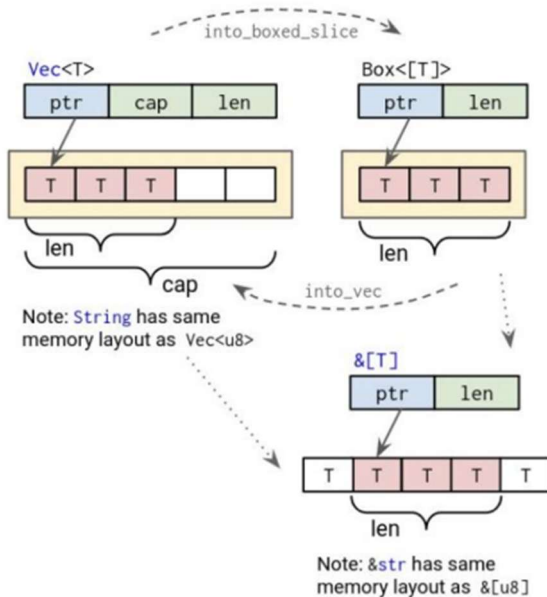 into_boxed_slice
Vec<T>
Box<[T]>
ptr cap len
ptr len
T T T
T T T
len
len
cap
into_vec
Note: String has same
memory layout as Vec<u8>
&[T]
ptr len
T T T T T
len
Note: &str has same
memory layout as &[u8]